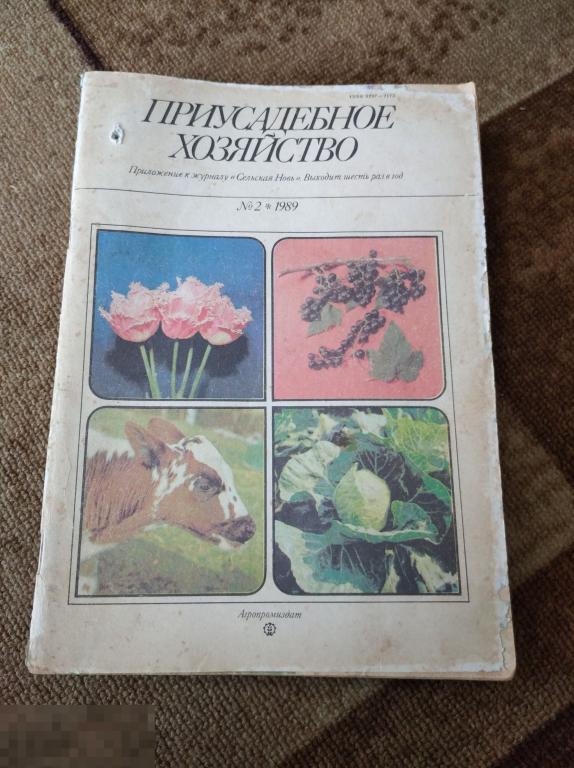 ПРИУСАДЕБНОЕ
ХОЗЯЙСТВО
Приложение к журналу «Сельская Новь». Выходит шесть раз в год
№ 2 * 1989
Агропромиздат